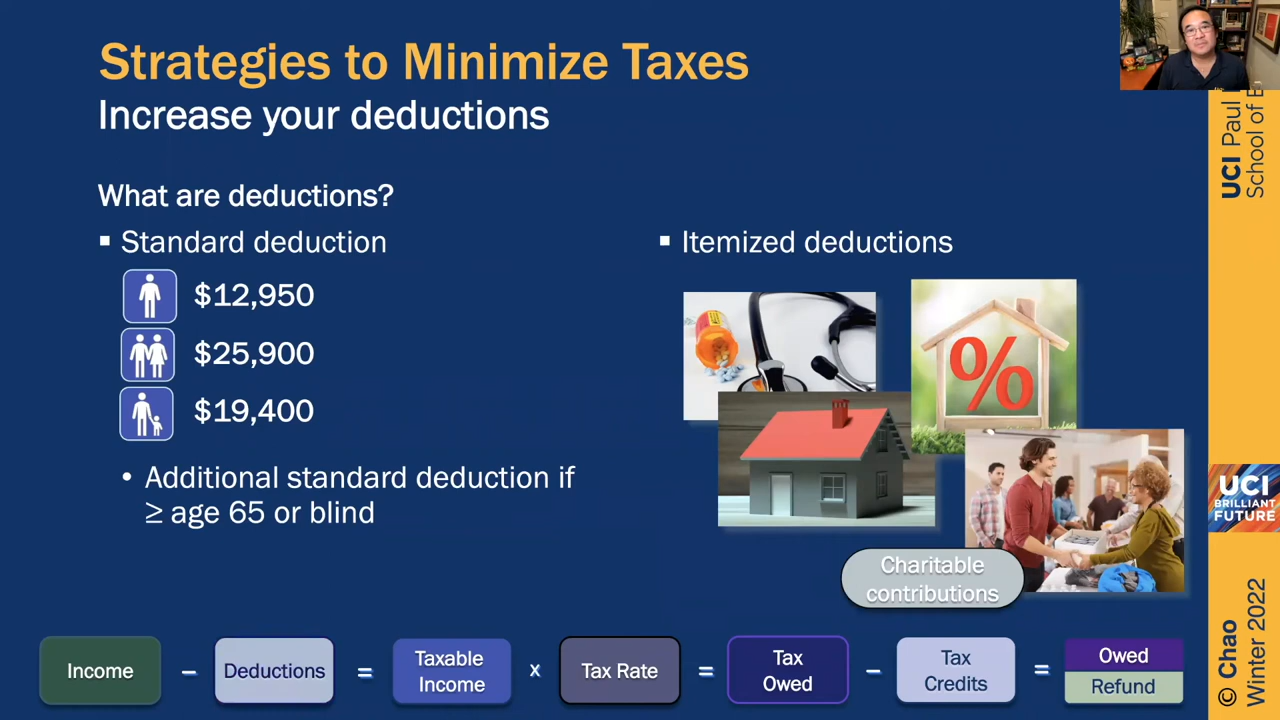 Strategies to Minimize Taxes
Increase your deductions
What are deductions?
▪ Standard deduction
$12,950
$25,900
$19,400
• Additional standard deduction if
≥ age 65 or blind
▪ Itemized deductions
%
Charitable
contributions
Income
–
Deductions
=
Taxable
Income
x
Tax Rate
=
Tax
Owed
–
Tax
Credits
=
Owed
Refund
UCI Paul
School of
UCI
BRILLIANT
FUTURE
© Chao
Winter 2022